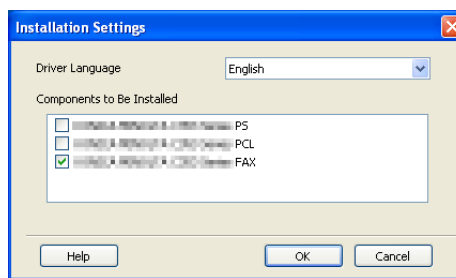 Installation Settings
Driver Language English
Components to Be Installed
PS
PCL
FAX
Help OK Cancel